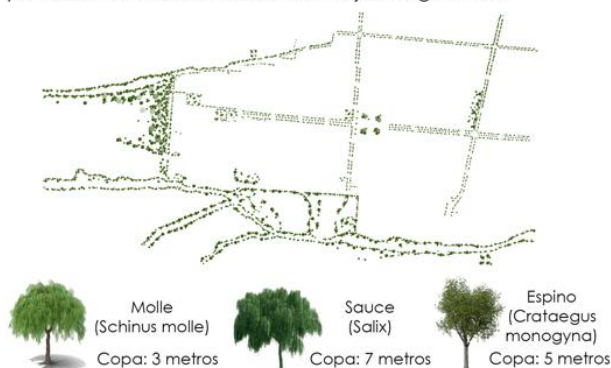 Molle
(Schinus molle)
Copa: 3 metros
Sauce
(Salix)
Copa: 7 metros
Espino
(Crataegus
monogyna)
Copa: 5 metros